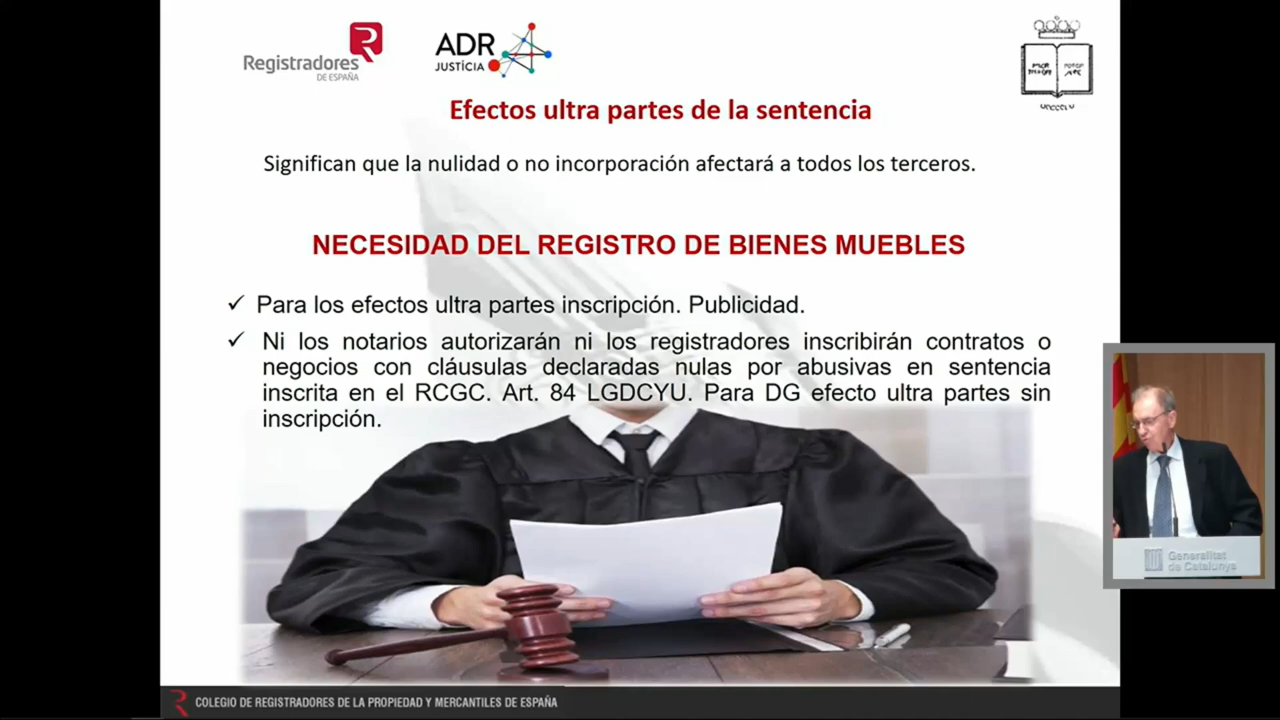 Registradores
DE ESPAÑA
ADR
JUSTÍCIA
Efectos ultra partes de la sentencia
Significan que la nulidad o no incorporación afectará a todos los terceros.
NECESIDAD DEL REGISTRO DE BIENES MUEBLES
✓ Para los efectos ultra partes inscripción. Publicidad.
✓ Ni los notarios autorizarán ni los registradores inscribirán contratos o
negocios con cláusulas declaradas nulas por abusivas en sentencia
inscrita en el RCGC. Art. 84 LGDCYU. Para DG efecto ultra partes sin
inscripción.
Generalitat
de Catalunya
COLEGIO DE REGISTRADORES DE LA PROPIEDAD Y MERCANTILES DE ESPAÑA